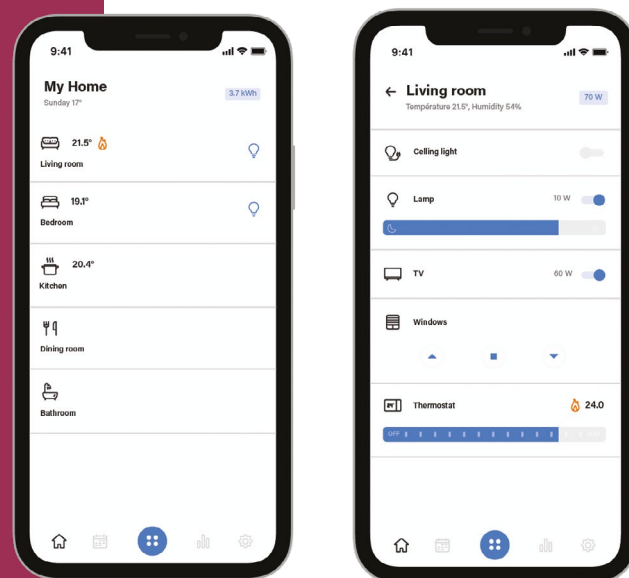 9:41
My Home
3.7 kWh
Sunday 17°
21.5°
Living room
19.1°
Bedroom
20.4°
Kitchen
Dining room
Bathroom
9:41
Living room
70 W
Température 21.5°, Humidity 54%
Celling light
Lamp
10 W
TV
60 W
Windows
Thermostat
24.0
OFF